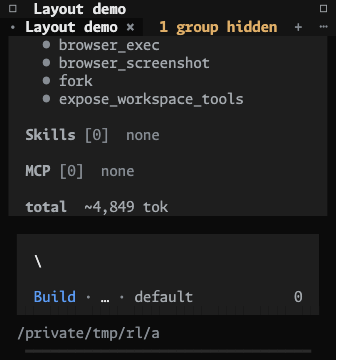 Layout demo
• Layout demo × 1 group hidden + ⋯
● browser_exec
● browser_screenshot
● fork
● expose_workspace_tools
Skills [0] none
MCP [0] none
total ~4,849 tok
\
Build · … · default 0
/private/tmp/rl/a